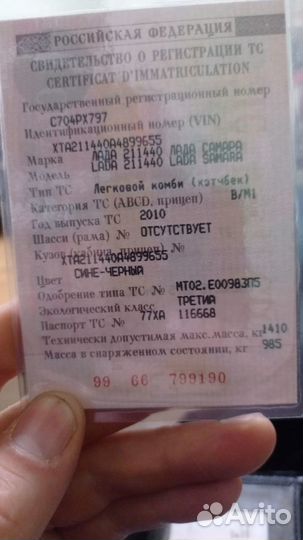 РОССИЙСКАЯ ФЕДЕРАЦИЯ
СВИДЕТЕЛЬСТВО О РЕГИСТРАЦИИ ТС
CERTIFICAT D'IMMATRICULATION
Государственный регистрационный номер
С704РХ797
Идентификационный номер (VIN)
XTA211440A4899655
Марка ЛАДА 211440 ЛАДА САМАРА
Модель LADA 211440 LADA SAMARA
Тип ТС Легковой комби (хэтчбек)
Категория ТС (ABCD, прицеп) B/M1
Год выпуска ТС 2010
Шасси (рама) № ОТСУТСТВУЕТ
Кузов (кабина, прицеп) №
XTA211440A4899655
Цвет СИНЕ-ЧЕРНЫЙ
Одобрение типа ТС № МТ02.Е00983П5
Экологический класс ТРЕТИЙ
Паспорт ТС № 77ХА 116668
Технически допустимая макс. масса, кг 1410
Масса в снаряженном состоянии, кг 985
99 66 799190
Avito